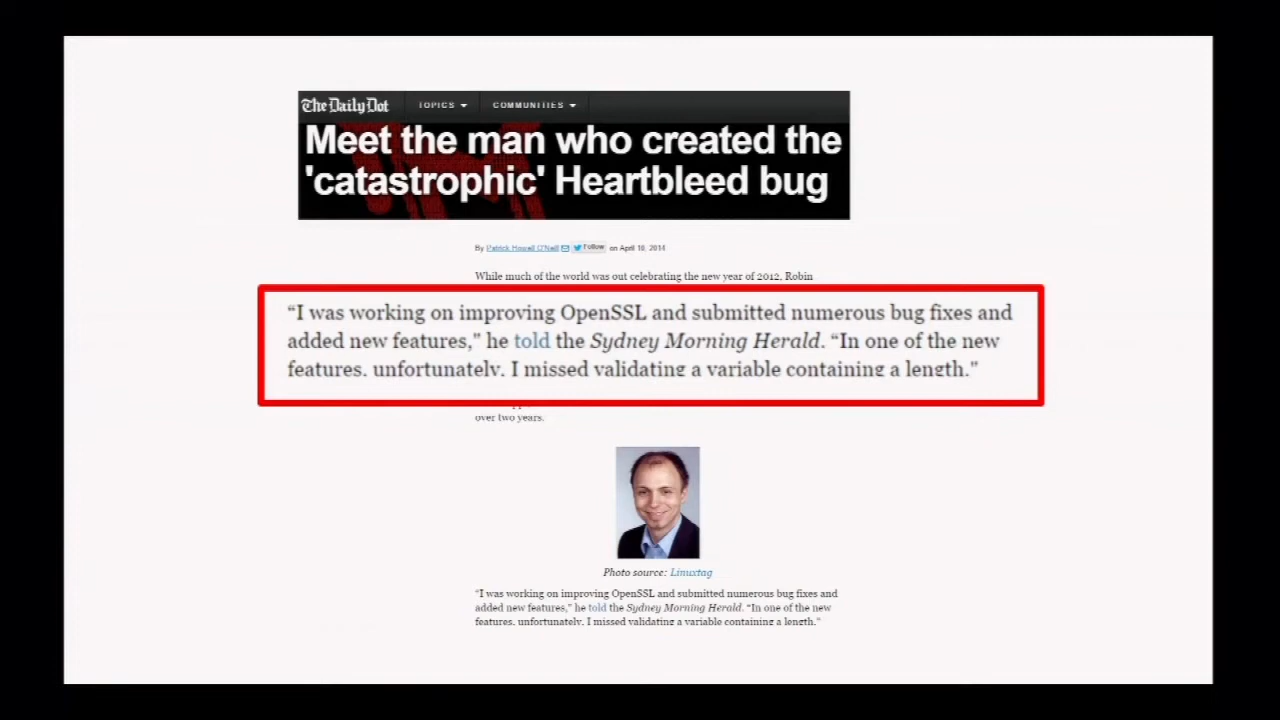 The Daily Dot TOPICS COMMUNITIES
Meet the man who created the
'catastrophic' Heartbleed bug
By Patrick Howell O'Neill Follow on April 10, 2014
While much of the world was out celebrating the new year of 2012, Robin
“I was working on improving OpenSSL and submitted numerous bug fixes and
added new features,” he told the Sydney Morning Herald. “In one of the new
features, unfortunately, I missed validating a variable containing a length.”
over two years.
Photo source: Linuxtag
“I was working on improving OpenSSL and submitted numerous bug fixes and
added new features,” he told the Sydney Morning Herald. “In one of the new
features, unfortunately, I missed validating a variable containing a length.”